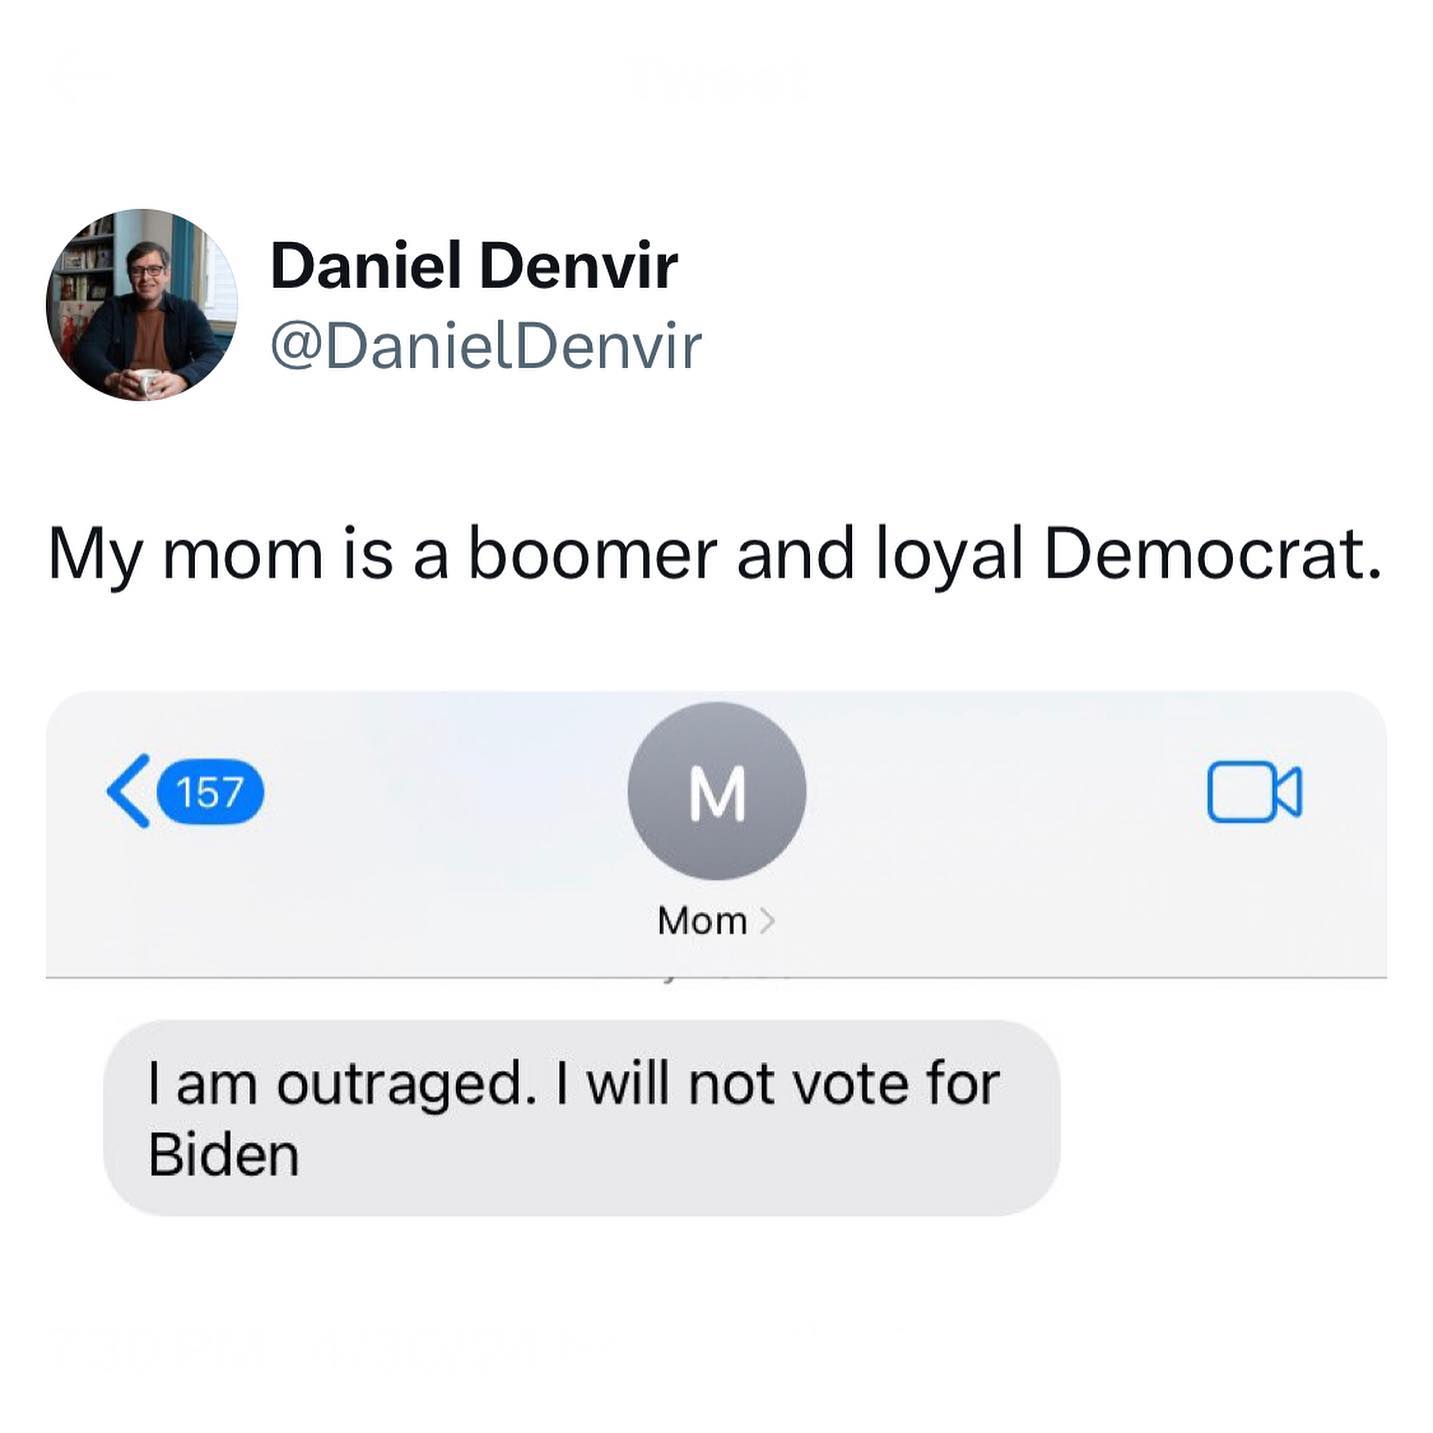 Daniel Denvir
@DanielDenvir
My mom is a boomer and loyal Democrat.
157
M
Mom
I am outraged. I will not vote for
Biden